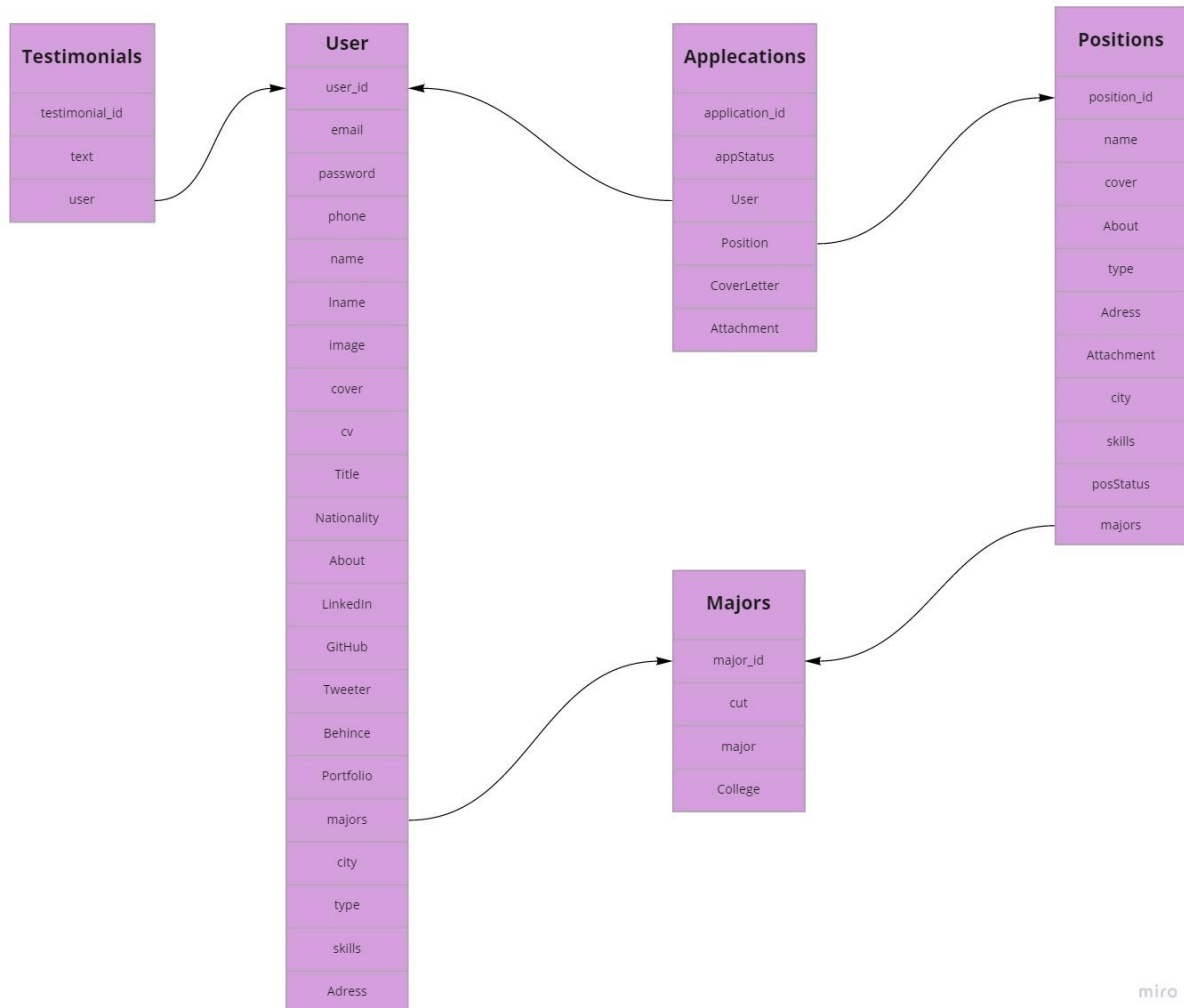 Testimonials
testimonial_id
text
user
User
user_id
email
password
phone
name
lname
image
cover
cv
Title
Nationality
About
LinkedIn
GitHub
Tweeter
Behince
Portfolio
majors
city
type
skills
Adress
Applecations
application_id
appStatus
User
Position
CoverLetter
Attachment
Positions
position_id
name
cover
About
type
Adress
Attachment
city
skills
posStatus
majors
Majors
major_id
cut
major
College
miro